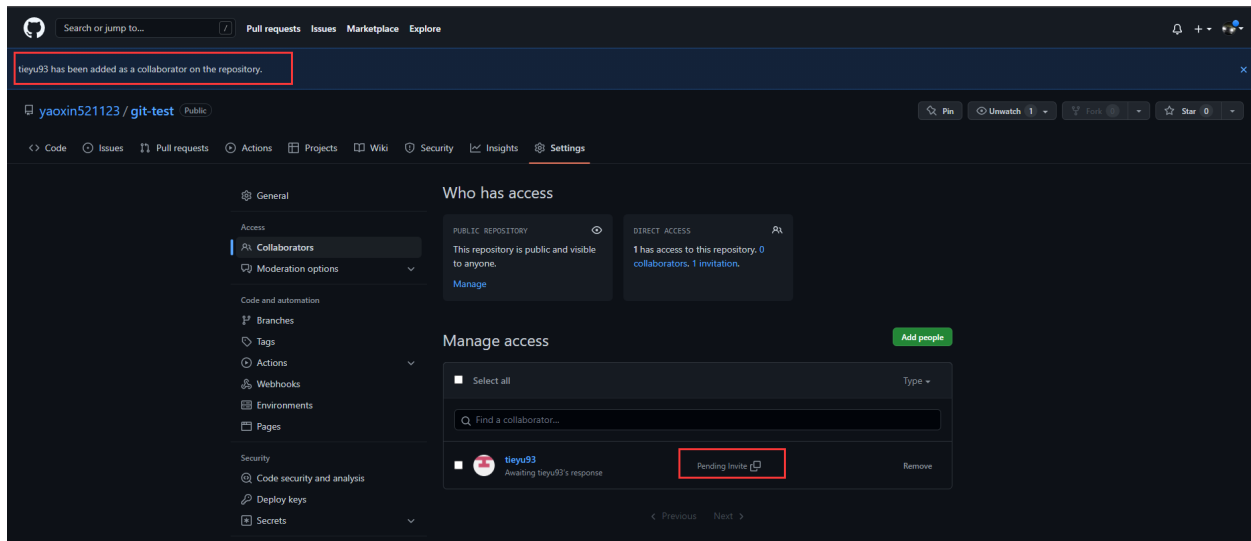 Search or jump to... /
Pull requests Issues Marketplace Explore
tieyu93 has been added as a collaborator on the repository.
yaoxin521123 / git-test Public
Pin Unwatch 1 Fork 0 Star 0
Code Issues Pull requests Actions Projects Wiki Security Insights Settings
General
Access
Collaborators
Moderation options
Code and automation
Branches
Tags
Actions
Webhooks
Environments
Pages
Security
Code security and analysis
Deploy keys
Secrets
Who has access
PUBLIC REPOSITORY
This repository is public and visible
to anyone.
Manage
DIRECT ACCESS
1 has access to this repository. 0
collaborators. 1 invitation.
Manage access
Add people
Select all
Type
Find a collaborator...
tieyu93
Awaiting tieyu93's response
Pending Invite
Remove
Previous Next